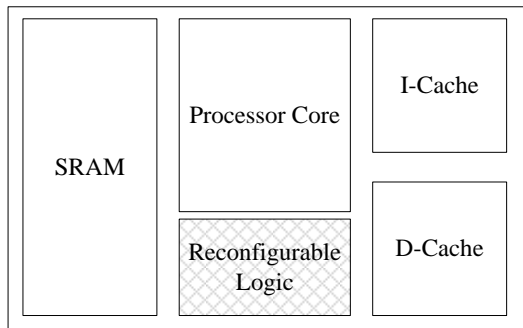 SRAM
Processor Core
Reconfigurable
Logic
I-Cache
D-Cache